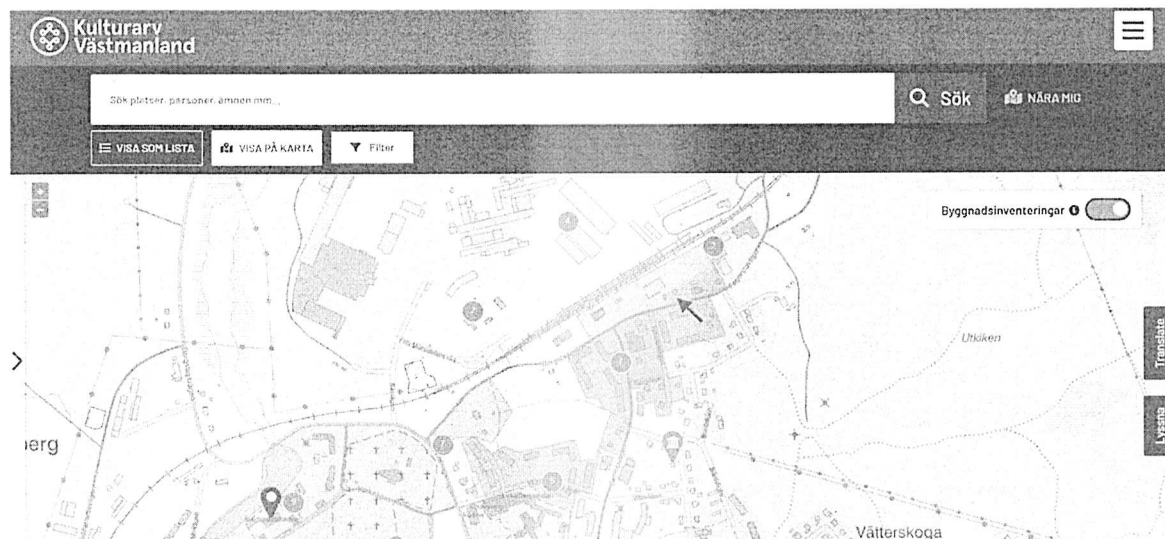 Kulturarv
Västmanland
Sök platser, personer, ämnen mm...
Sök
NÄRA MIG
VISA SOM LISTA
VISA PÅ KARTA
Filter
Byggnadsinventeringar
Utkiken
Translate
Lyssna
berg
Vätterskoga